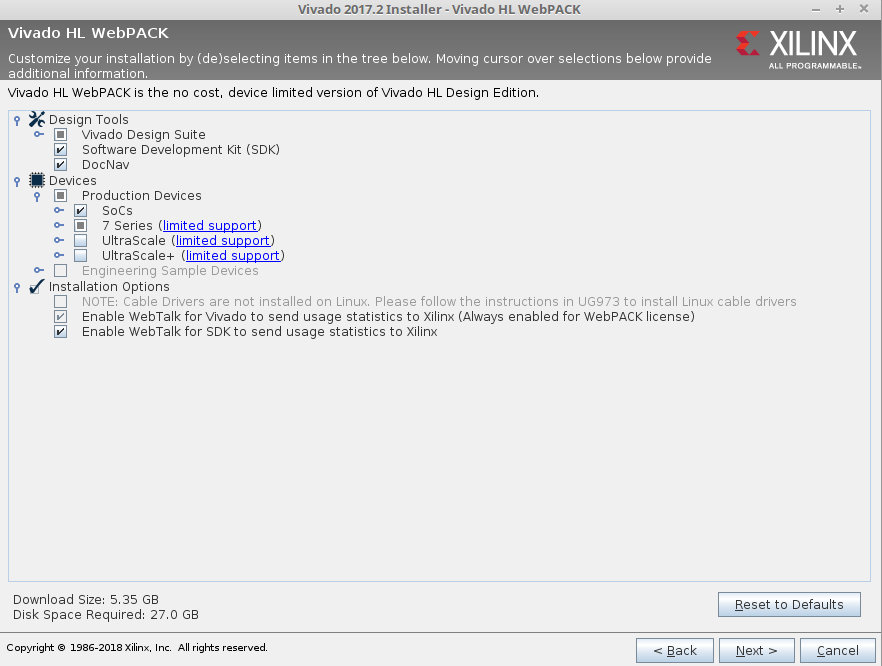 Vivado 2017.2 Installer - Vivado HL WebPACK
Vivado HL WebPACK
Customize your installation by (de)selecting items in the tree below. Moving cursor over selections below provide
additional information.
XILINX
ALL PROGRAMMABLE™
Vivado HL WebPACK is the no cost, device limited version of Vivado HL Design Edition.
Design Tools
Vivado Design Suite
Software Development Kit (SDK)
DocNav
Devices
Production Devices
SoCs
7 Series (limited support)
UltraScale (limited support)
UltraScale+ (limited support)
Engineering Sample Devices
Installation Options
NOTE: Cable Drivers are not installed on Linux. Please follow the instructions in UG973 to install Linux cable drivers
Enable WebTalk for Vivado to send usage statistics to Xilinx (Always enabled for WebPACK license)
Enable WebTalk for SDK to send usage statistics to Xilinx
Download Size: 5.35 GB
Disk Space Required: 27.0 GB
Reset to Defaults
Copyright © 1986-2018 Xilinx, Inc. All rights reserved.
< Back
Next >
Cancel